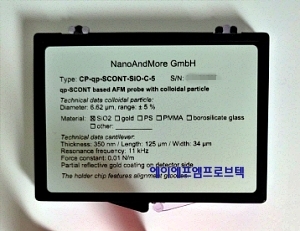 NanoAndMore GmbH
Type: CP-qp-SCONT-SIO-C-5 S/N:
qp-SCONT based AFM probe with colloidal particle
Technical data colloidal particle:
Diameter: 6.62 µm, range: ± 5%
Material: ☒SiO2 □gold □PS □PMMA □borosilicate glass
□other:
Technical data cantilever:
Thickness: 350 nm / Length: 125 µm / Width: 34 µm
Resonance frequency: 11 kHz
Force constant: 0.01 N/m
Partial reflective gold coating on detector side
에이에프엠프로브텍
The holder chip features alignment grooves.